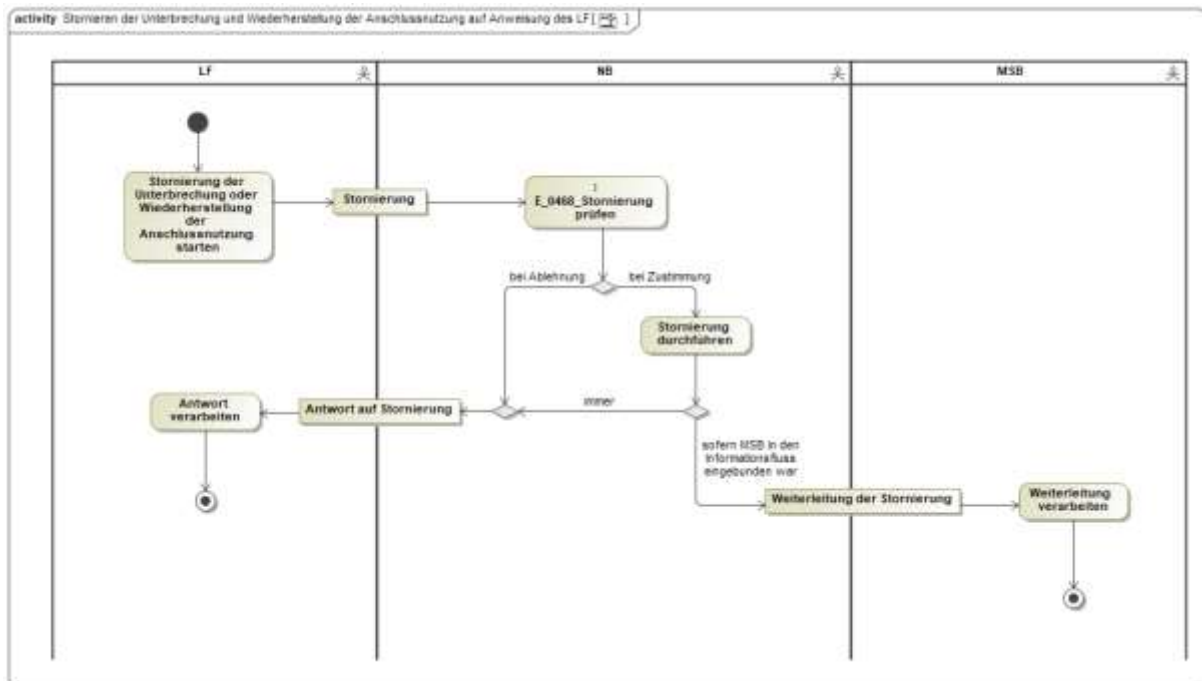 activity Stornieren der Unterbrechung und Wiederherstellung der Anschlussnutzung auf Anweisung des LF [ ]
LF
NB
MSB
Stornierung der
Unterbrechung oder
Wiederherstellung
der
Anschlussnutzung
starten
Stornierung
1
E_0468_Stornierung
prüfen
bei Ablehnung
bei Zustimmung
Stornierung
durchführen
Antwort
verarbeiten
Antwort auf Stornierung
immer
sofern MSB in den
Informationsfluss
eingebunden war
Weiterleitung der Stornierung
Weiterleitung
verarbeiten